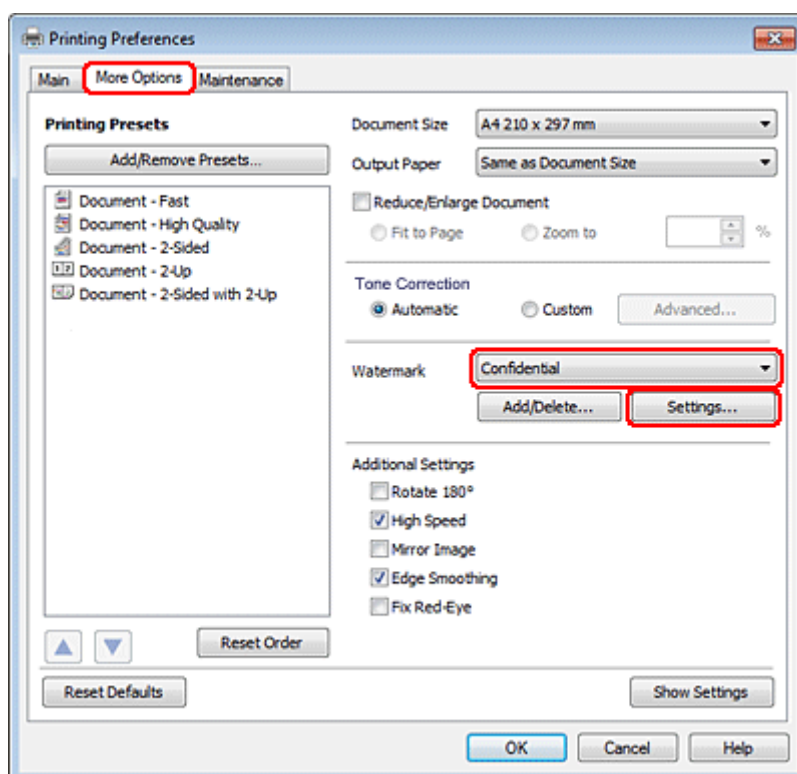 Printing Preferences
Main More Options Maintenance
Printing Presets
Add/Remove Presets...
Document - Fast
Document - High Quality
Document - 2-Sided
Document - 2-Up
Document - 2-Sided with 2-Up
Reset Order
Document Size A4 210 x 297 mm
Output Paper Same as Document Size
Reduce/Enlarge Document
Fit to Page Zoom to %
Tone Correction
Automatic Custom Advanced...
Watermark Confidential
Add/Delete... Settings...
Additional Settings
Rotate 180°
High Speed
Mirror Image
Edge Smoothing
Fix Red-Eye
Reset Defaults Show Settings
OK Cancel Help